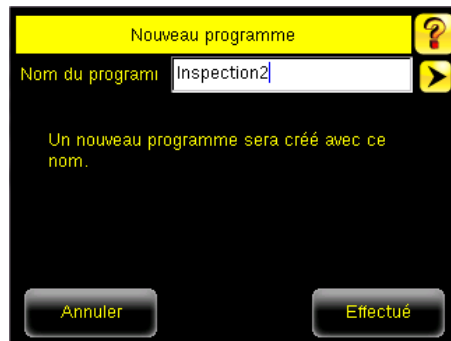 Nouveau programme
?
Nom du programı Inspection2
Un nouveau programme sera créé avec ce
nom.
Annuler Effectué